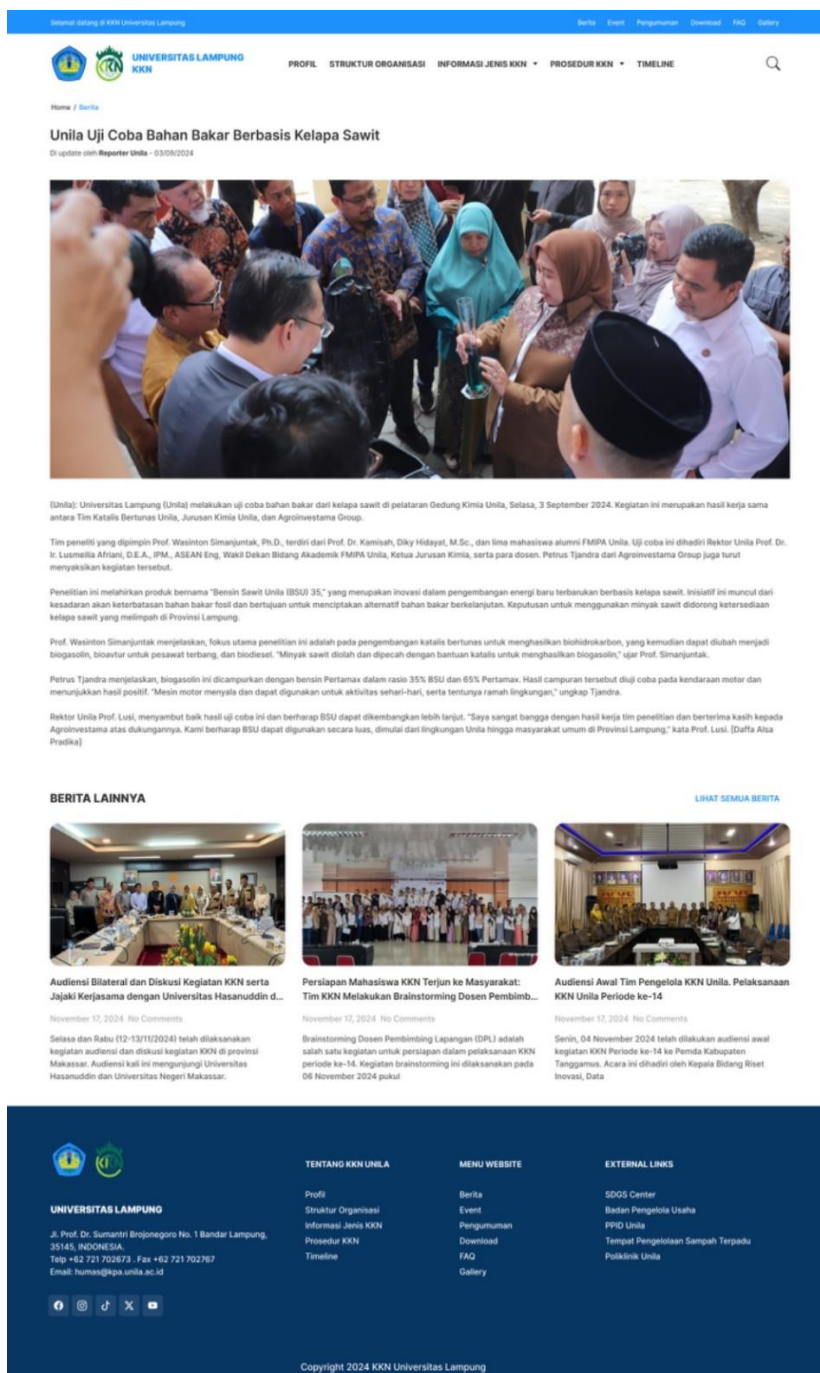 Selamat datang di KKN Universitas Lampung
Berita Event Pengumuman Download FAQ Gallery
UNIVERSITAS LAMPUNG
KKN
PROFIL STRUKTUR ORGANISASI INFORMASI JENIS KKN PROSEDUR KKN TIMELINE
Home / Berita
Unila Uji Coba Bahan Bakar Berbasis Kelapa Sawit
Di update oleh Reporter Unila - 03/09/2024
(Unila): Universitas Lampung (Unila) melakukan uji coba bahan bakar dari kelapa sawit di pelataran Gedung Kimia Unila, Selasa, 3 September 2024. Kegiatan ini merupakan hasil kerja sama
antara Tim Katalis Bertunas Unila, Jurusan Kimia Unila, dan Agroinvestama Group.
Tim peneliti yang dipimpin Prof. Wasinton Simanjuntak, Ph.D., terdiri dari Prof. Dr. Kamisah, Diky Hidayat, M.Sc., dan lima mahasiswa alumni FMIPA Unila. Uji coba ini dihadiri Rektor Unila Prof. Dr.
Ir. Lusmeilia Afriani, D.E.A., IPM., ASEAN Eng, Wakil Dekan Bidang Akademik FMIPA Unila, Ketua Jurusan Kimia, serta para dosen. Petrus Tjandra dari Agroinvestama Group juga turut
menyaksikan kegiatan tersebut.
Penelitian ini melahirkan produk bernama "Bensin Sawit Unila (BSU) 35," yang merupakan inovasi dalam pengembangan energi baru terbarukan berbasis kelapa sawit. Inisiatif ini muncul dari
kesadaran akan keterbatasan bahan bakar fosil dan bertujuan untuk menciptakan alternatif bahan bakar berkelanjutan. Keputusan untuk menggunakan minyak sawit didorong ketersediaan
kelapa sawit yang melimpah di Provinsi Lampung.
Prof. Wasinton Simanjuntak menjelaskan, fokus utama penelitian ini adalah pada pengembangan katalis bertunas untuk menghasilkan biohidrokarbon, yang kemudian dapat diubah menjadi
biogasolin, bioavtur untuk pesawat terbang, dan biodiesel. "Minyak sawit diolah dan dipecah dengan bantuan katalis untuk menghasilkan biogasolin," ujar Prof. Simanjuntak.
Petrus Tjandra menjelaskan, biogasolin ini dicampurkan dengan bensin Pertamax dalam rasio 35% BSU dan 65% Pertamax. Hasil campuran tersebut diuji coba pada kendaraan motor dan
menunjukkan hasil positif. "Mesin motor menyala dan dapat digunakan untuk aktivitas sehari-hari, serta tentunya ramah lingkungan," ungkap Tjandra.
Rektor Unila Prof. Lusi, menyambut baik hasil uji coba ini dan berharap BSU dapat dikembangkan lebih lanjut. "Saya sangat bangga dengan hasil kerja tim penelitian dan berterima kasih kepada
Agroinvestama atas dukungannya. Kami berharap BSU dapat digunakan secara luas, dimulai dari lingkungan Unila hingga masyarakat umum di Provinsi Lampung," kata Prof. Lusi. [Daffa Alsa
Pradika]
BERITA LAINNYA
LIHAT SEMUA BERITA
Audiensi Bilateral dan Diskusi Kegiatan KKN serta
Jajaki Kerjasama dengan Universitas Hasanuddin d...
November 17, 2024 No Comments
Selasa dan Rabu (12-13/11/2024) telah dilaksanakan
kegiatan audiensi dan diskusi kegiatan KKN di provinsi
Makassar. Audiensi kali ini mengunjungi Universitas
Hasanuddin dan Universitas Negeri Makassar.
Persiapan Mahasiswa KKN Terjun ke Masyarakat:
Tim KKN Melakukan Brainstorming Dosen Pembimb...
November 17, 2024 No Comments
Brainstorming Dosen Pembimbing Lapangan (DPL) adalah
salah satu kegiatan untuk persiapan dalam pelaksanaan KKN
periode ke-14. Kegiatan brainstorming ini dilaksanakan pada
06 November 2024 pukul
Audiensi Awal Tim Pengelola KKN Unila. Pelaksanaan
KKN Unila Periode ke-14
November 17, 2024 No Comments
Senin, 04 November 2024 telah dilakukan audiensi awal
kegiatan KKN Periode ke-14 ke Pemda Kabupaten
Tanggamus. Acara ini dihadiri oleh Kepala Bidang Riset
Inovasi, Data
UNIVERSITAS LAMPUNG
Jl. Prof. Dr. Sumantri Brojonegoro No. 1 Bandar Lampung,
35145, INDONESIA.
Telp +62 721 702673 . Fax +62 721 702767
Email: humas@kpa.unila.ac.id
TENTANG KKN UNILA
Profil
Struktur Organisasi
Informasi Jenis KKN
Prosedur KKN
Timeline
MENU WEBSITE
Berita
Event
Pengumuman
Download
FAQ
Gallery
EXTERNAL LINKS
SDGS Center
Badan Pengelola Usaha
PPID Unila
Tempat Pengelolaan Sampah Terpadu
Poliklinik Unila
Copyright 2024 KKN Universitas Lampung